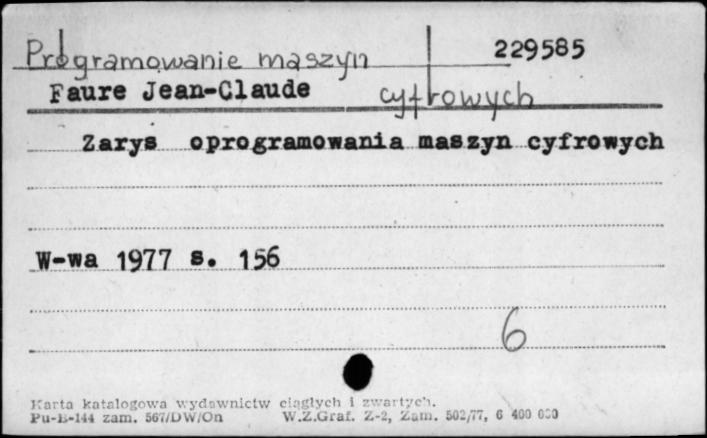 Programowanie maszyn 229585
Faure Jean-Claude cyfrowych
Zarys oprogramowania maszyn cyfrowych
W-wa 1977 s. 156
6
Karta katalogowa wydawnictw ciągłych i zwartych.
Pu-B-144 zam. 567/DW/On W.Z.Graf. Z-2, Zam. 502/77, 6 400 000